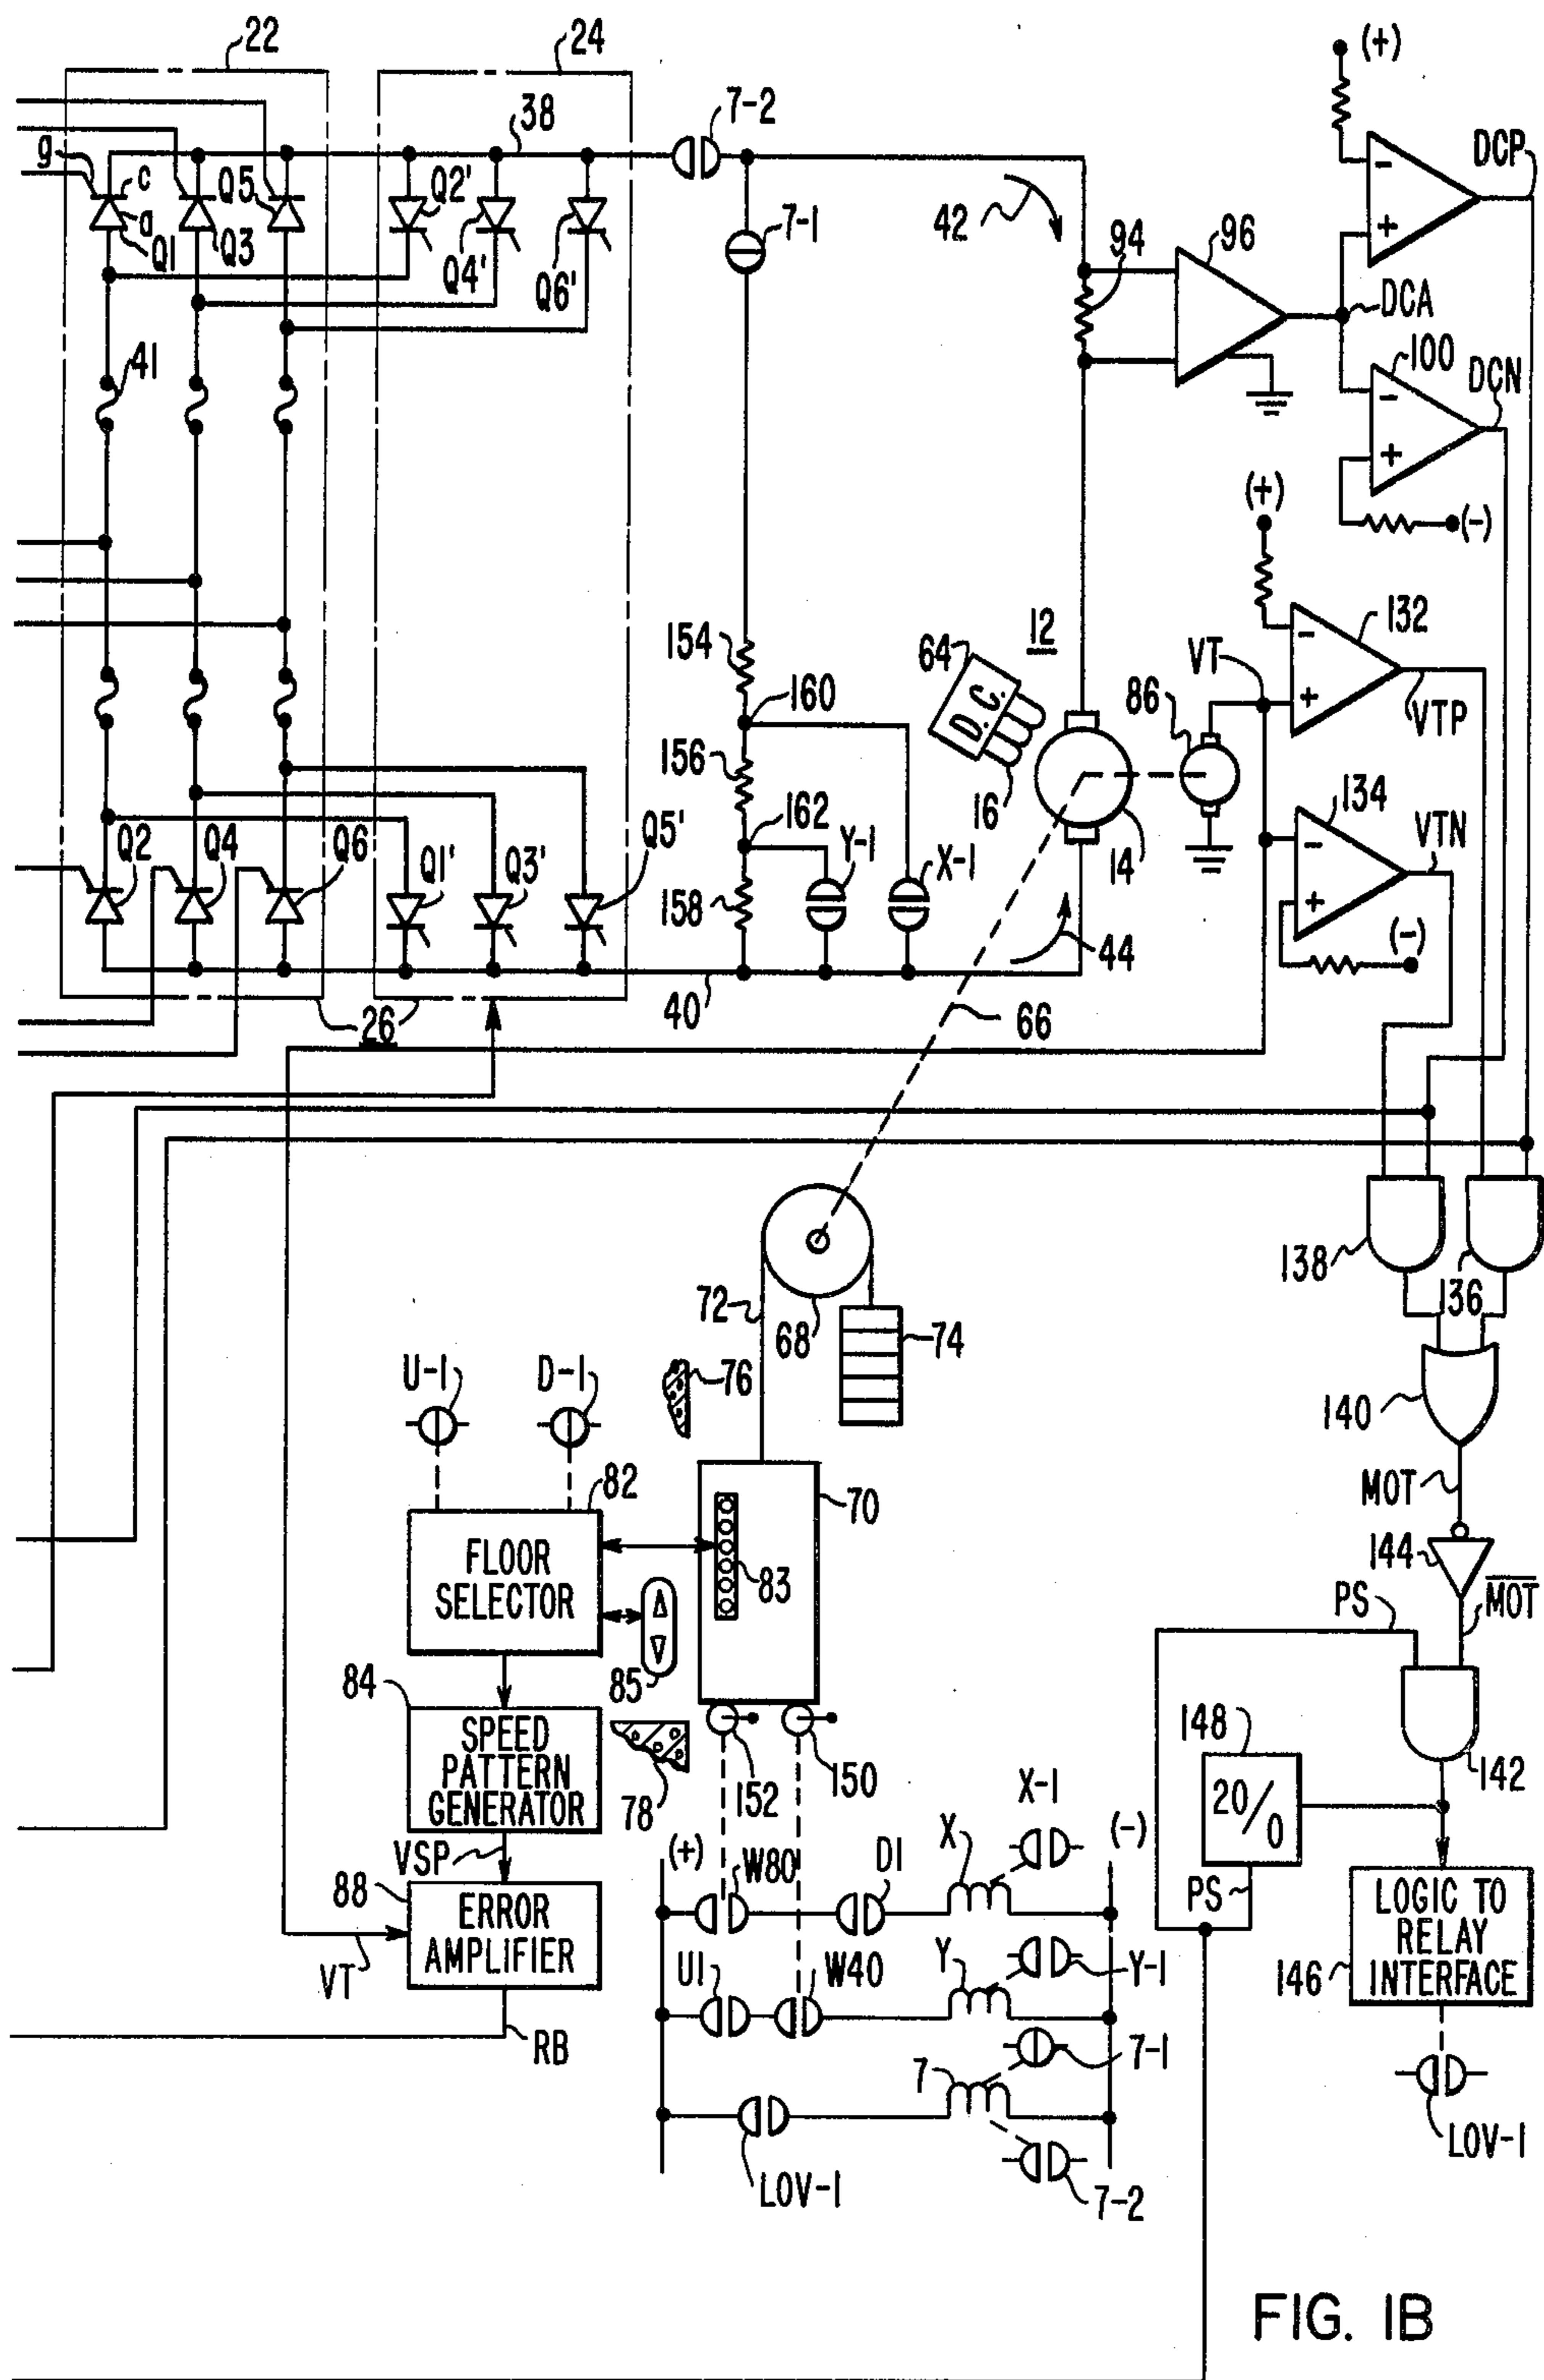 22
24
7-2
(+)
38
g
c
a
Q1
Q3
Q5
Q2'
Q4'
Q6'
7-1
42
94
96
DCP
DCA
100
DCN
(-)
41
(+)
132
VT
VTP
154
160
64
D.C.
12
86
156
16
14
134
VTN
162
Y-1
X-1
158
(-)
Q2
Q4
Q6
Q1'
Q3'
Q5'
44
40
66
26
138
136
72
68
74
76
U-1
D-1
140
82
70
MOT
FLOOR
SELECTOR
83
144
MOT
PS
85
84
SPEED
PATTERN
GENERATOR
78
152
150
148
20/0
142
VSP
(+)
W80
D1
X
X-1
(-)
PS
88
ERROR
AMPLIFIER
LOGIC TO
RELAY
INTERFACE
146
VT
U1
W40
Y
Y-1
RB
7
7-1
LOV-1
7-2
LOV-1
FIG. 1B